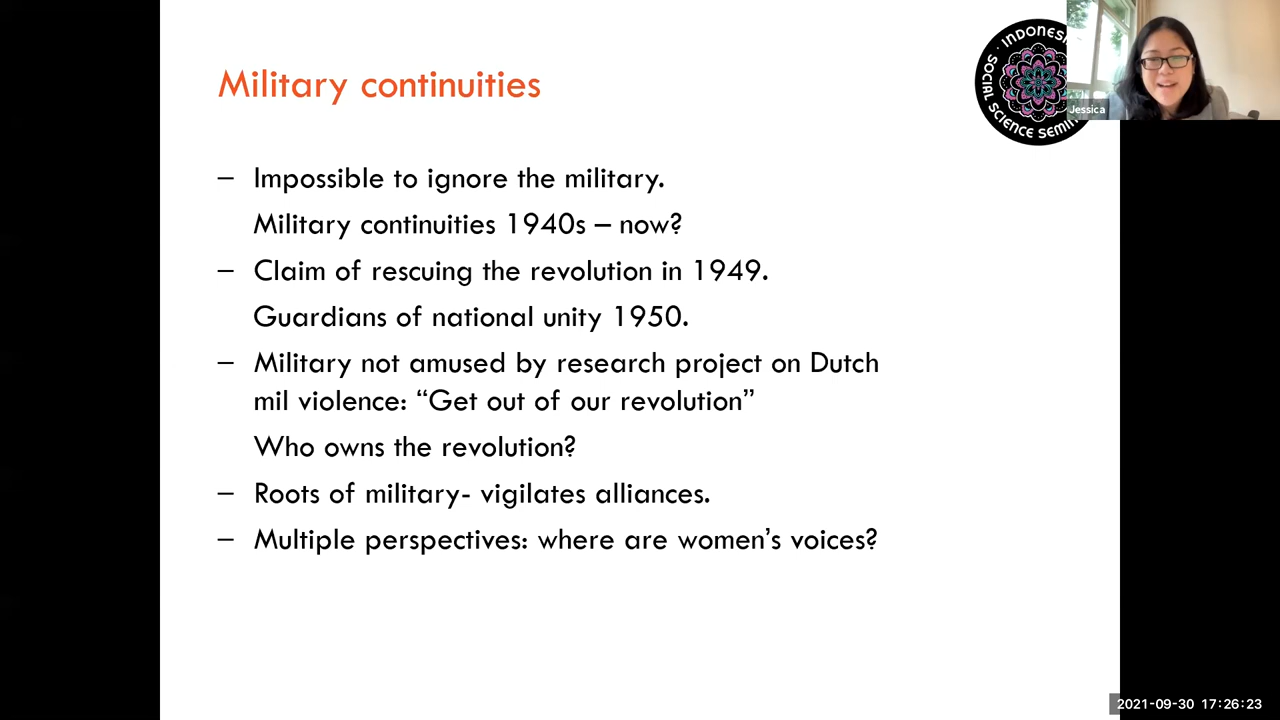 Military continuities
INDONESI
SOCIAL SCIENCE SEMIN
Jessica
– Impossible to ignore the military.
Military continuities 1940s – now?
– Claim of rescuing the revolution in 1949.
Guardians of national unity 1950.
– Military not amused by research project on Dutch
mil violence: “Get out of our revolution”
Who owns the revolution?
– Roots of military- vigilates alliances.
– Multiple perspectives: where are women’s voices?
2021-09-30 17:26:23